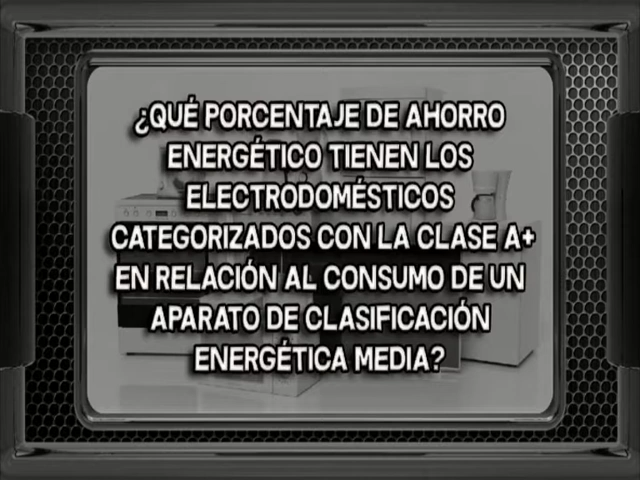 ¿QUÉ PORCENTAJE DE AHORRO
ENERGÉTICO TIENEN LOS
ELECTRODOMÉSTICOS
CATEGORIZADOS CON LA CLASE A+
EN RELACIÓN AL CONSUMO DE UN
APARATO DE CLASIFICACIÓN
ENERGÉTICA MEDIA?